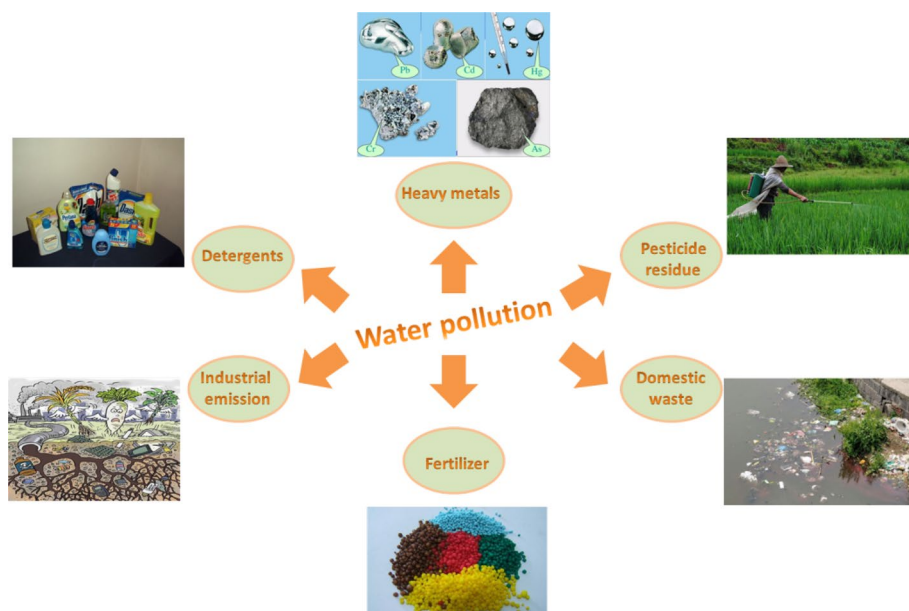 Pb
Cd
Hg
Cr
As
Heavy metals
Detergents
Pesticide
residue
Water pollution
Industrial
emission
Domestic
waste
Fertilizer